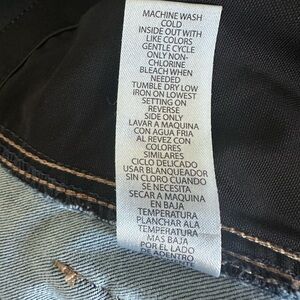 MACHINE WASH
COLD
INSIDE OUT WITH
LIKE COLORS
GENTLE CYCLE
ONLY NON-
CHLORINE
BLEACH WHEN
NEEDED
TUMBLE DRY LOW
IRON ON LOWEST
SETTING ON
REVERSE
SIDE ONLY
LAVAR A MAQUINA
CON AGUA FRIA
AL REVEZ CON
COLORES
SIMILARES
CICLO DELICADO
USAR BLANQUEADOR
SIN CLORO CUANDO
SE NECESITA
SECAR A MAQUINA
EN BAJA
TEMPERATURA
PLANCHAR ALA
TEMPERATURA
MAS BAJA
POR EL LADO
DE ADENTRO